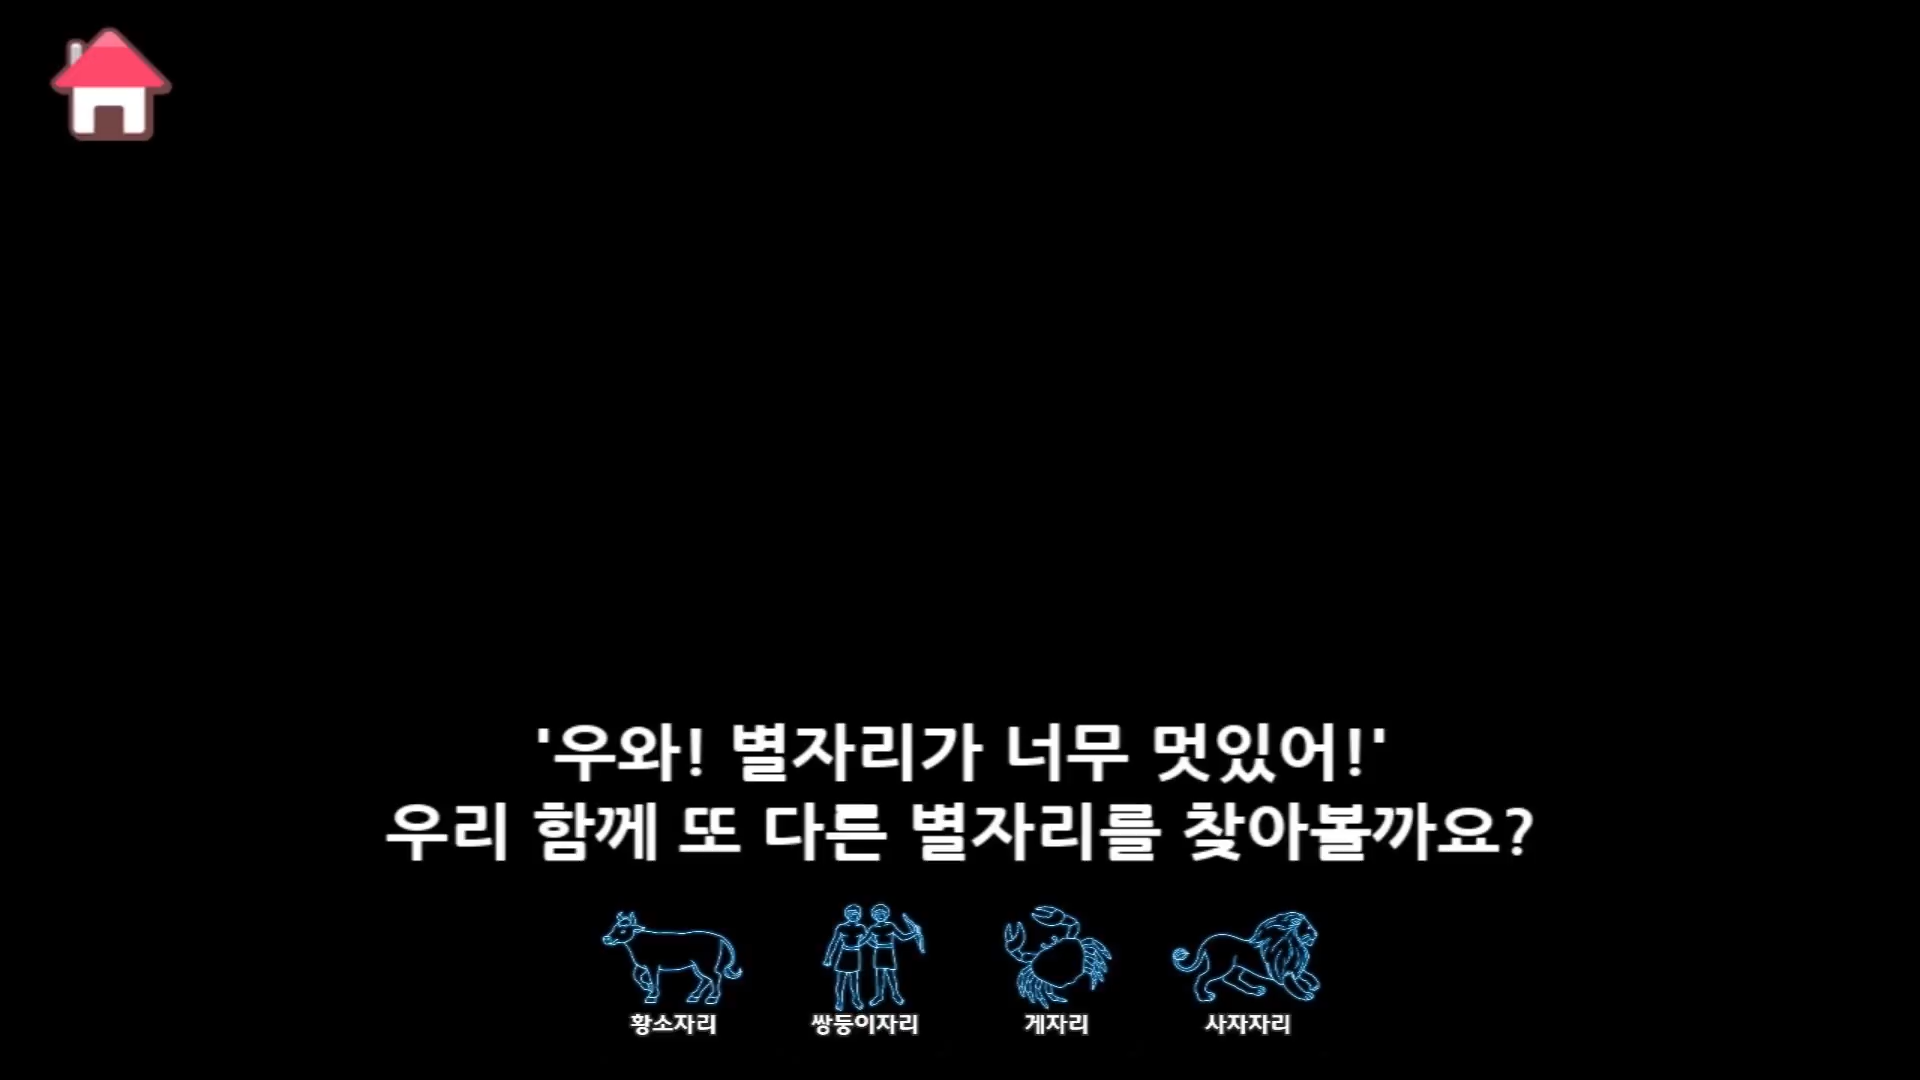 '우와! 별자리가 너무 멋있어!'
우리 함께 또 다른 별자리를 찾아볼까요?
황소자리 쌍둥이자리 게자리 사자자리